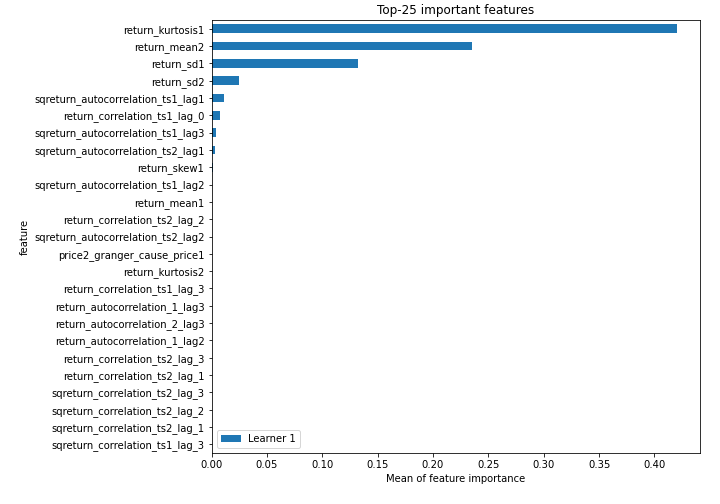 Top-25 important features
return_kurtosis1
return_mean2
return_sd1
return_sd2
sqreturn_autocorrelation_ts1_lag1
return_correlation_ts1_lag_0
sqreturn_autocorrelation_ts1_lag3
sqreturn_autocorrelation_ts2_lag1
return_skew1
sqreturn_autocorrelation_ts1_lag2
return_mean1
return_correlation_ts2_lag_2
sqreturn_autocorrelation_ts2_lag2
price2_granger_cause_price1
return_kurtosis2
return_correlation_ts1_lag_3
return_autocorrelation_1_lag3
return_autocorrelation_2_lag3
return_autocorrelation_1_lag2
return_correlation_ts2_lag_3
return_correlation_ts2_lag_1
sqreturn_correlation_ts2_lag_3
sqreturn_correlation_ts2_lag_2
sqreturn_correlation_ts2_lag_1
sqreturn_correlation_ts1_lag_3
feature
Learner 1
0.00 0.05 0.10 0.15 0.20 0.25 0.30 0.35 0.40
Mean of feature importance